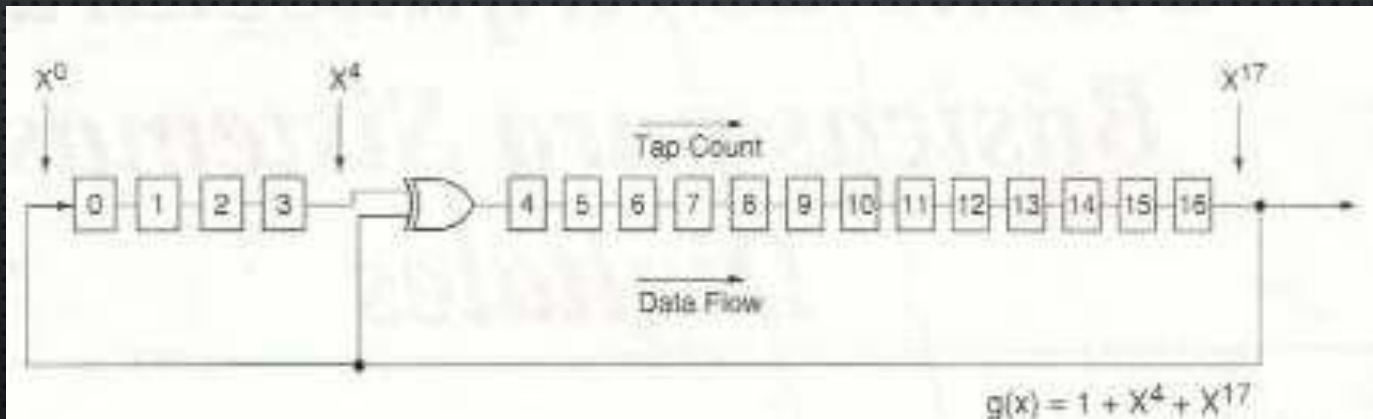 X⁰
X⁴
X¹⁷
Tap Count
0 1 2 3 4 5 6 7 8 9 10 11 12 13 14 15 16
Data Flow
g(x) = 1 + X⁴ + X¹⁷